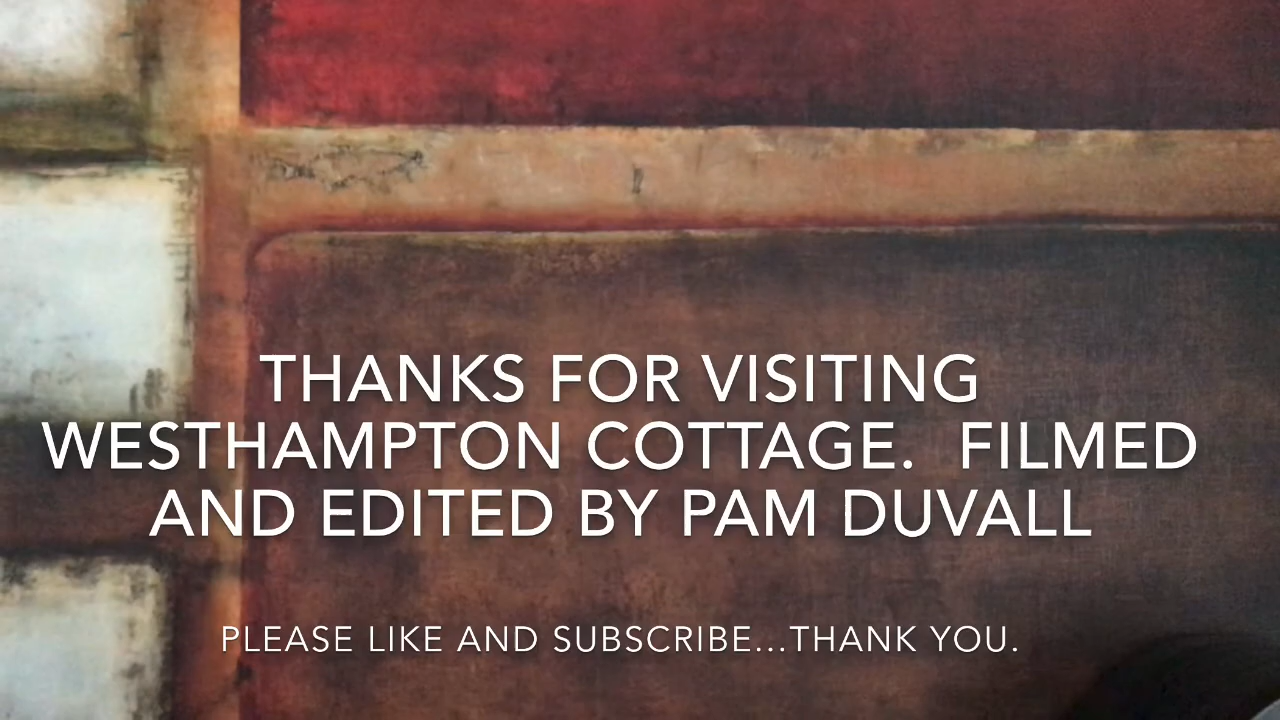 THANKS FOR VISITING
WESTHAMPTON COTTAGE.  FILMED
AND EDITED BY PAM DUVALL
PLEASE LIKE AND SUBSCRIBE...THANK YOU.